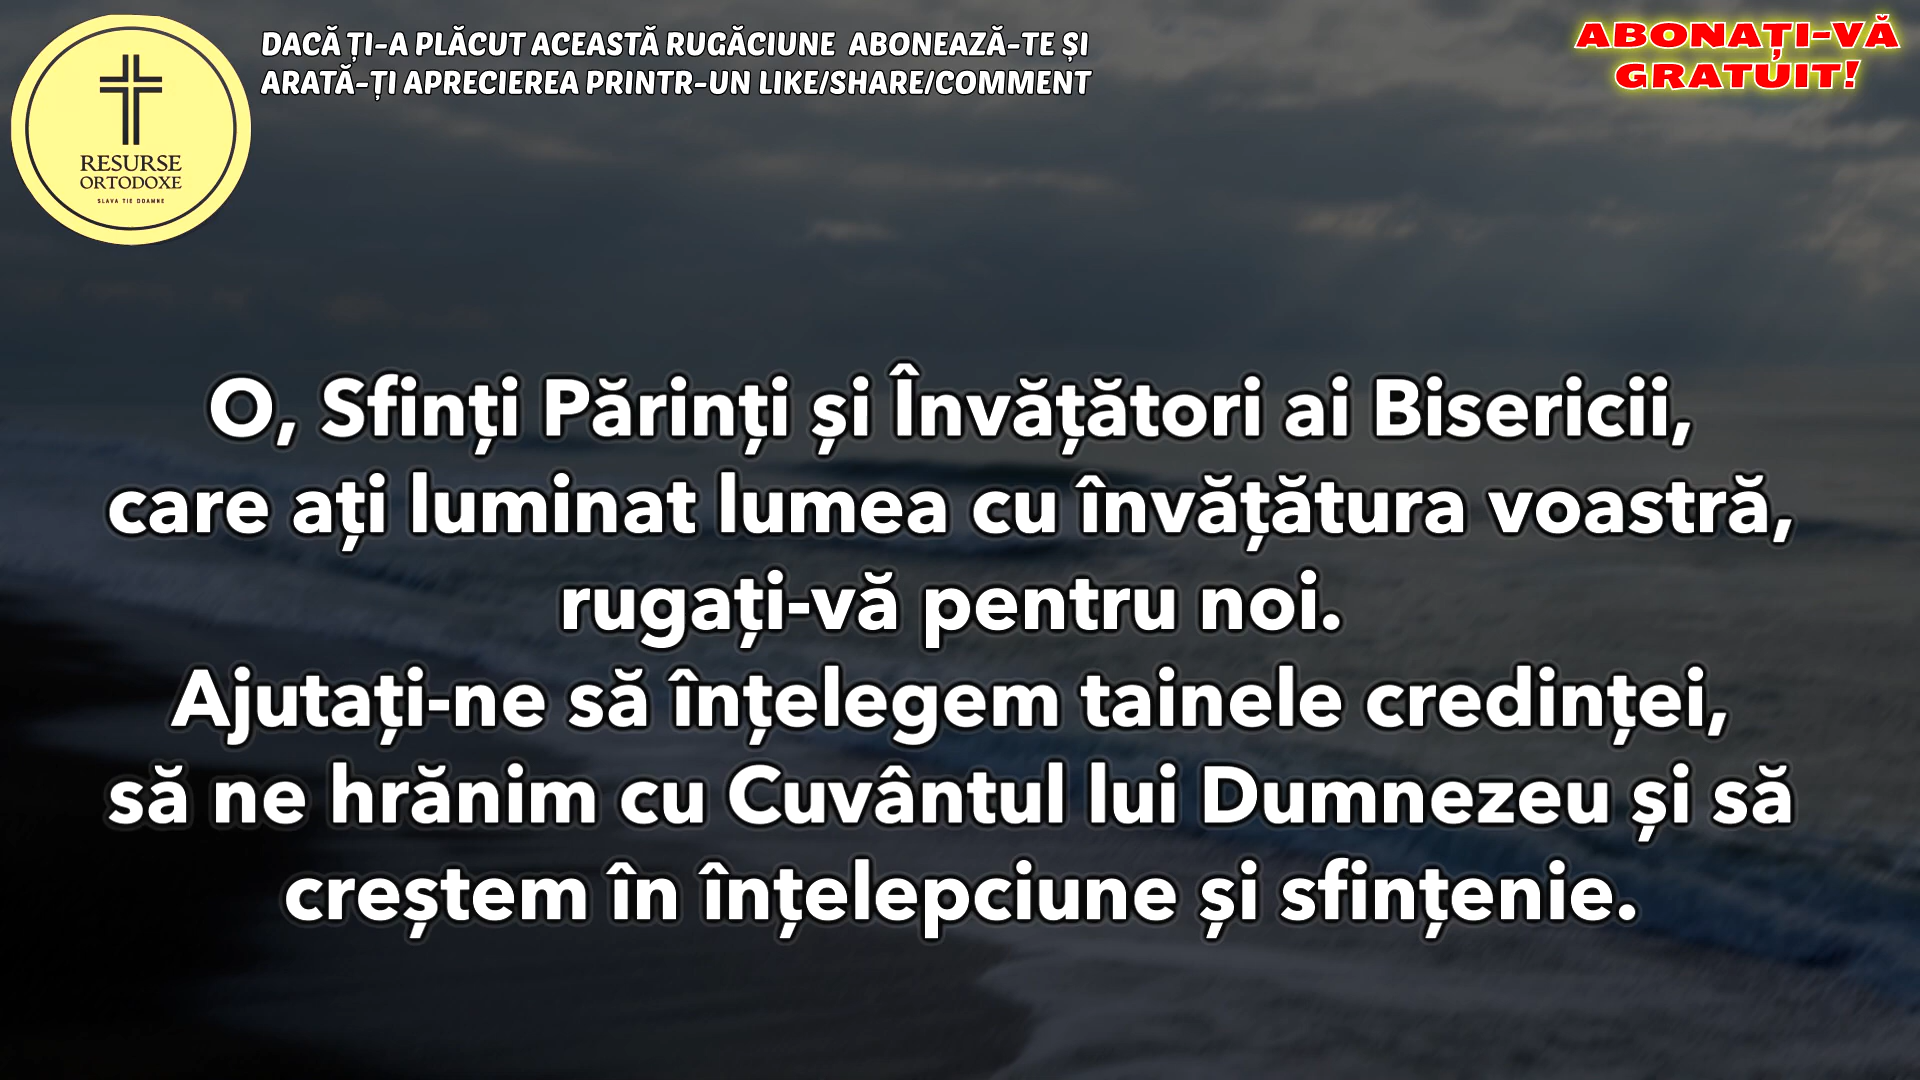 DACĂ ȚI-A PLĂCUT ACEASTĂ RUGĂCIUNE ABONEAZĂ-TE ȘI
ARATĂ-ȚI APRECIEREA PRINTR-UN LIKE/SHARE/COMMENT
ABONAȚI-VĂ
GRATUIT!
RESURSE
ORTODOXE
SLAVA TIE DOAMNE
O, Sfinți Părinți și Învățători ai Bisericii,
care ați luminat lumea cu învățătura voastră,
rugați-vă pentru noi.
Ajutați-ne să înțelegem tainele credinței,
să ne hrănim cu Cuvântul lui Dumnezeu și să
creștem în înțelepciune și sfințenie.